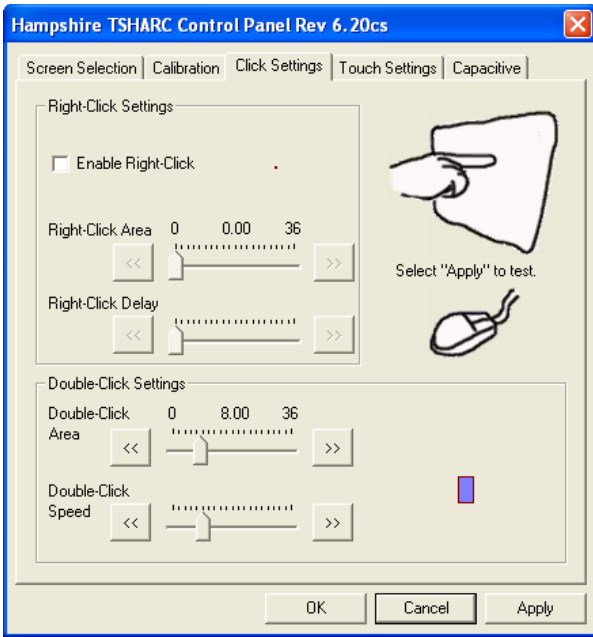 Hampshire TSHARC Control Panel Rev 6.20cs
Screen Selection Calibration Click Settings Touch Settings Capacitive
Right-Click Settings
Enable Right-Click
Right-Click Area 0 0.00 36
<< >>
Select "Apply" to test.
Right-Click Delay
<< >>
Double-Click Settings
Double-Click 0 8.00 36
Area
<< >>
Double-Click
Speed
<< >>
OK Cancel Apply